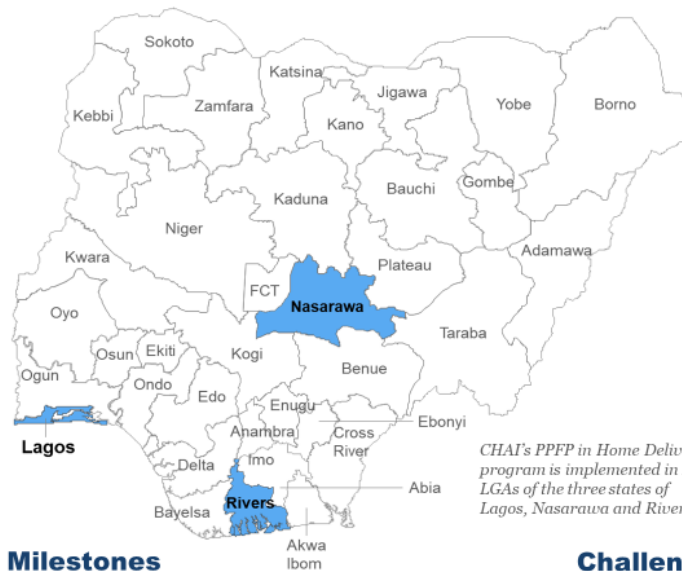 Sokoto
Katsina
Jigawa
Yobe
Borno
Kebbi
Zamfara
Kano
Gombe
Bauchi
Kaduna
Niger
Adamawa
Kwara
Plateau
FCT
Nasarawa
Oyo
Taraba
Osun
Ekiti
Kogi
Benue
Ogun
Ondo
Edo
Enugu
Ebonyi
Lagos
Anambra
Cross
River
Delta
Imo
Abia
Rivers
Bayelsa
Akwa
Ibom
CHAI's PPFP in Home Deliv
program is implemented in
LGAs of the three states of
Lagos, Nasarawa and River
Milestones
Challen